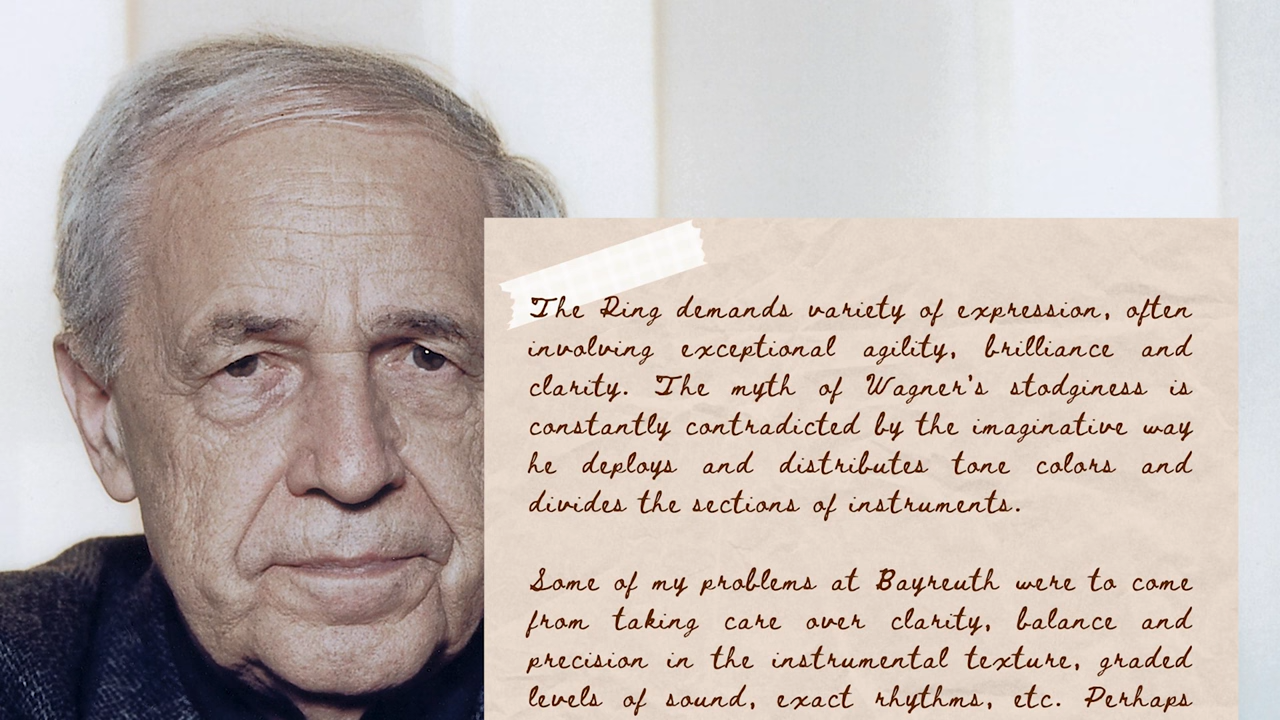 The Ring demands variety of expression, often
involving exceptional agility, brilliance and
clarity. The myth of Wagner's stodginess is
constantly contradicted by the imaginative way
he deploys and distributes tone colors and
divides the sections of instruments.
Some of my problems at Bayreuth were to come
from taking care over clarity, balance and
precision in the instrumental texture, graded
levels of sound, exact rhythms, etc. Perhaps